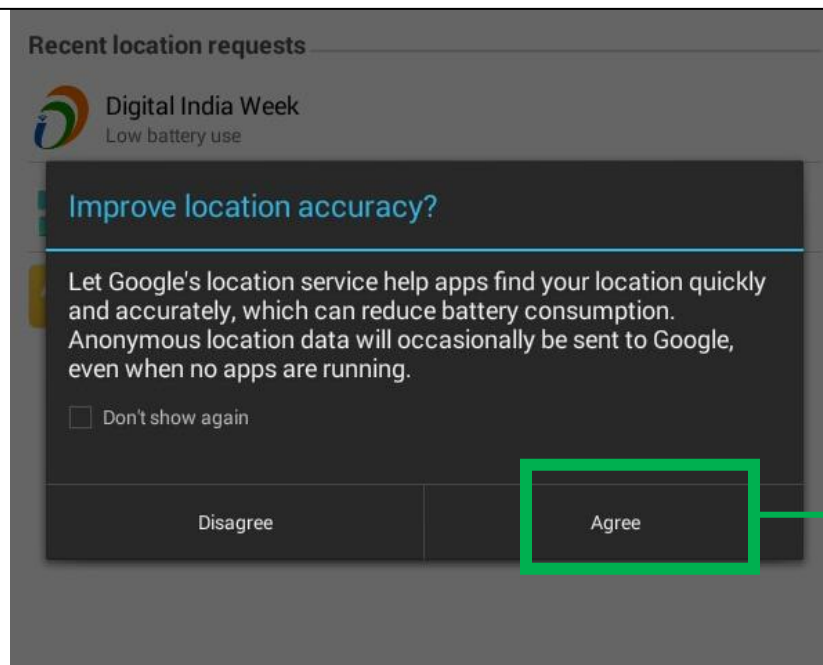 Recent location requests
Digital India Week
Low battery use
Improve location accuracy?
Let Google's location service help apps find your location quickly
and accurately, which can reduce battery consumption.
Anonymous location data will occasionally be sent to Google,
even when no apps are running.
Don't show again
Disagree
Agree